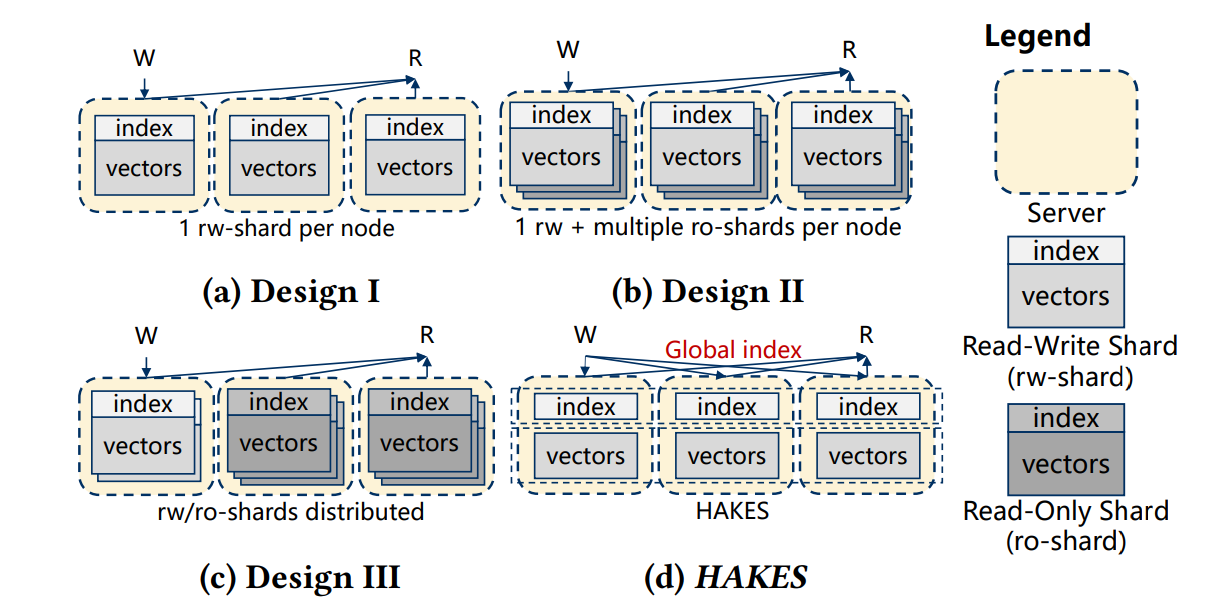 W
R
index
vectors
index
vectors
index
vectors
1 rw-shard per node
(a) Design I
W
R
index
vectors
index
vectors
index
vectors
1 rw + multiple ro-shards per node
(b) Design II
W
R
index
vectors
index
vectors
index
vectors
rw/ro-shards distributed
(c) Design III
W
R
Global index
index
index
index
vectors
vectors
vectors
HAKES
(d) HAKES
Legend
Server
index
vectors
Read-Write Shard
(rw-shard)
index
vectors
Read-Only Shard
(ro-shard)